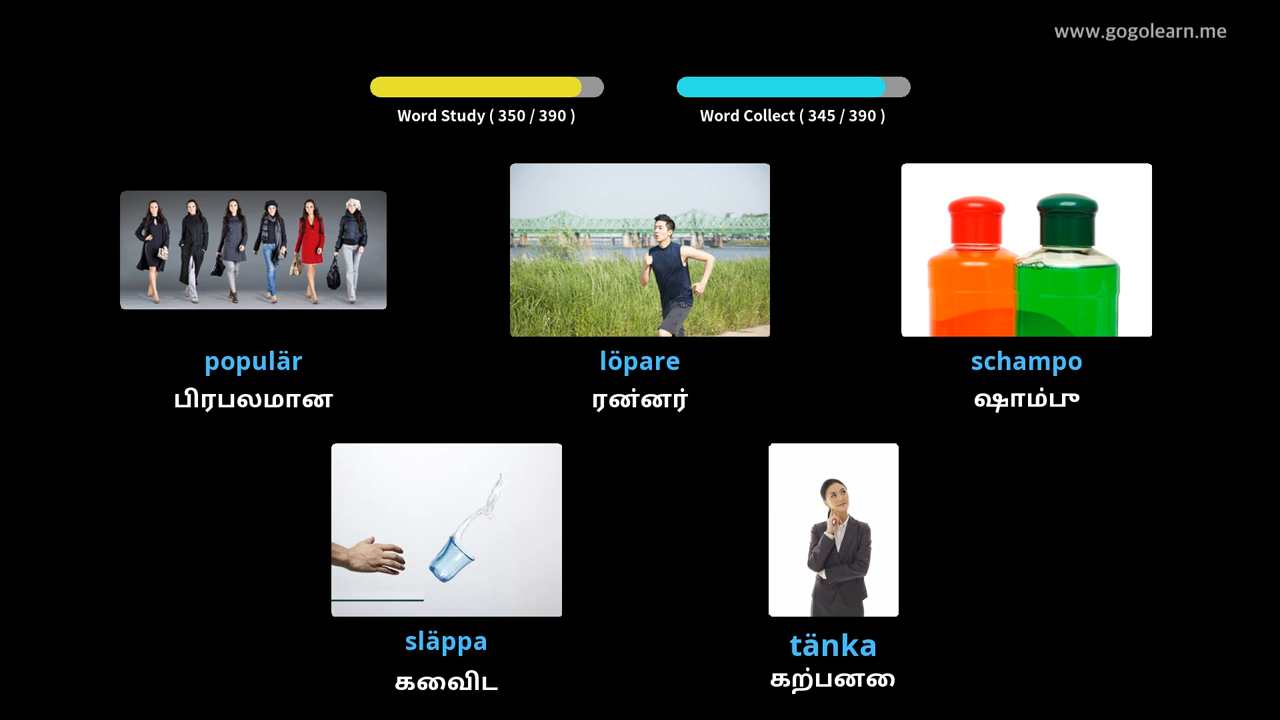 www.gogolearn.me
Word Study ( 350 / 390 )
Word Collect ( 345 / 390 )
populär
பிரபலமான
löpare
ரன்னர்
schampo
ஷாம்பு
släppa
கைவிட
tänka
கற்பனை